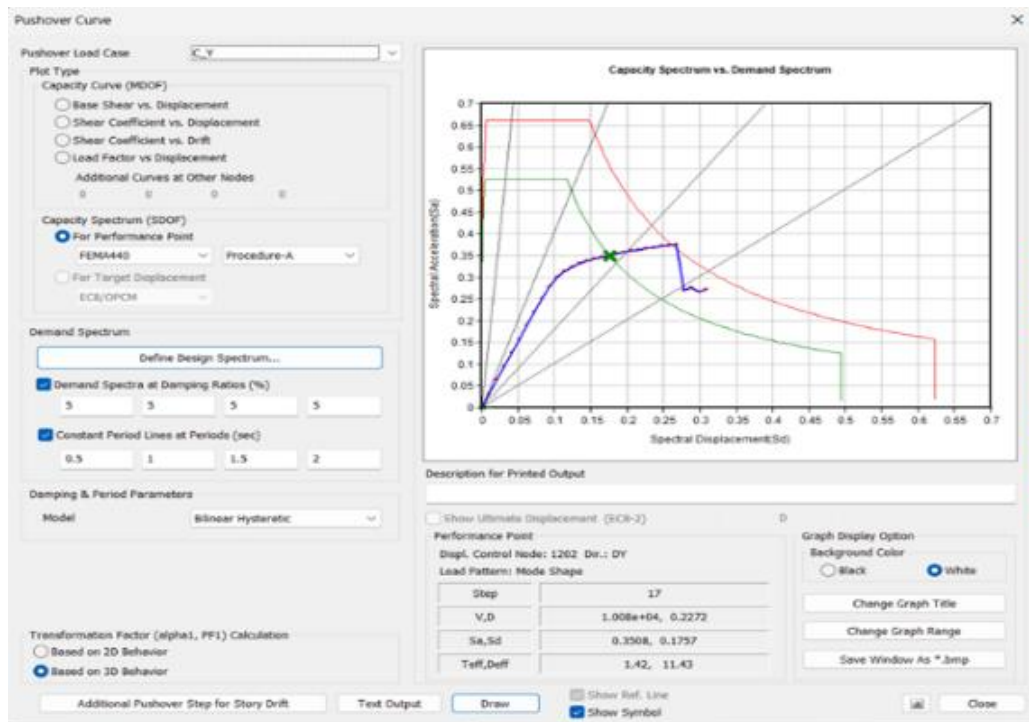 Pushover Curve
Pushover Load Case C_Y
Plot Type
Capacity Curve (MDOF)
Base Shear vs. Displacement
Shear Coefficient vs. Displacement
Shear Coefficient vs. Drift
Load Factor vs Displacement
Additional Curves at Other Nodes
0 0 0 0
Capacity Spectrum (SDOF)
For Performance Point
FEMA440 Procedure-A
For Target Displacement
EC8/OPCM
Demand Spectrum
Define Design Spectrum...
Demand Spectra at Damping Ratios (%)
5 5 5 5
Constant Period Lines at Periods (sec)
0.5 1 1.5 2
Damping & Period Parameters
Model Bilinear Hysteretic
Transformation Factor (alpha1, PF1) Calculation
Based on 2D Behavior
Based on 3D Behavior
Capacity Spectrum vs. Demand Spectrum
Spectral Acceleration(Sa)
0.7
0.65
0.6
0.55
0.5
0.45
0.4
0.35
0.3
0.25
0.2
0.15
0.1
0.05
0
0 0.05 0.1 0.15 0.2 0.25 0.3 0.35 0.4 0.45 0.5 0.55 0.6 0.65 0.7
Spectral Displacement(Sd)
Description for Printed Output
Show Ultimate Displacement (EC8-2) 0
Performance Point
Displ. Control Node: 1202 Dir.: DY
Load Pattern: Mode Shape
Step 17
V,D 1.008e+04, 0.2272
Sa,Sd 0.3508, 0.1757
Teff,Deff 1.42, 11.43
Graph Display Option
Background Color
Black White
Change Graph Title
Change Graph Range
Save Window As *.bmp
Additional Pushover Step for Story Drift Text Output Draw
Show Ref. Line
Show Symbol
Close